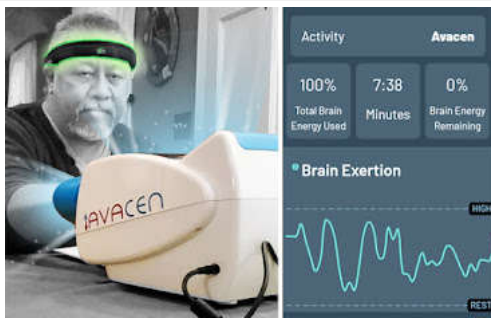 AVACEN
Activity
Avacen
100%
Total Brain
Energy Used
7:38
Minutes
0%
Brain Energy
Remaining
Brain Exertion
HIGH
REST